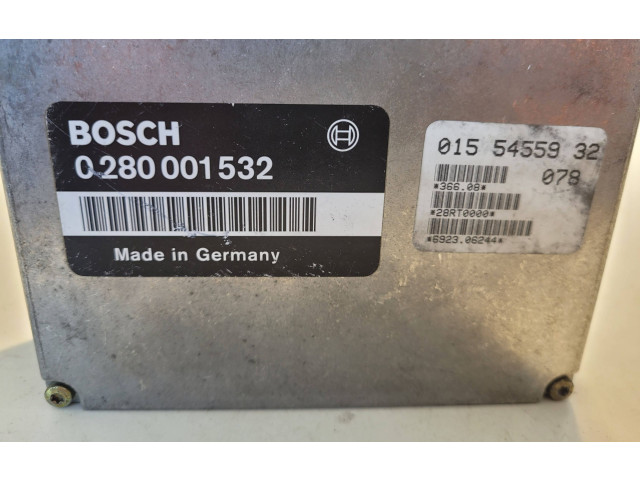 BOSCH
0 280 001 532
Made in Germany
015 54559 32
078
*366.08*
*28RT0000*
*6923.06244*